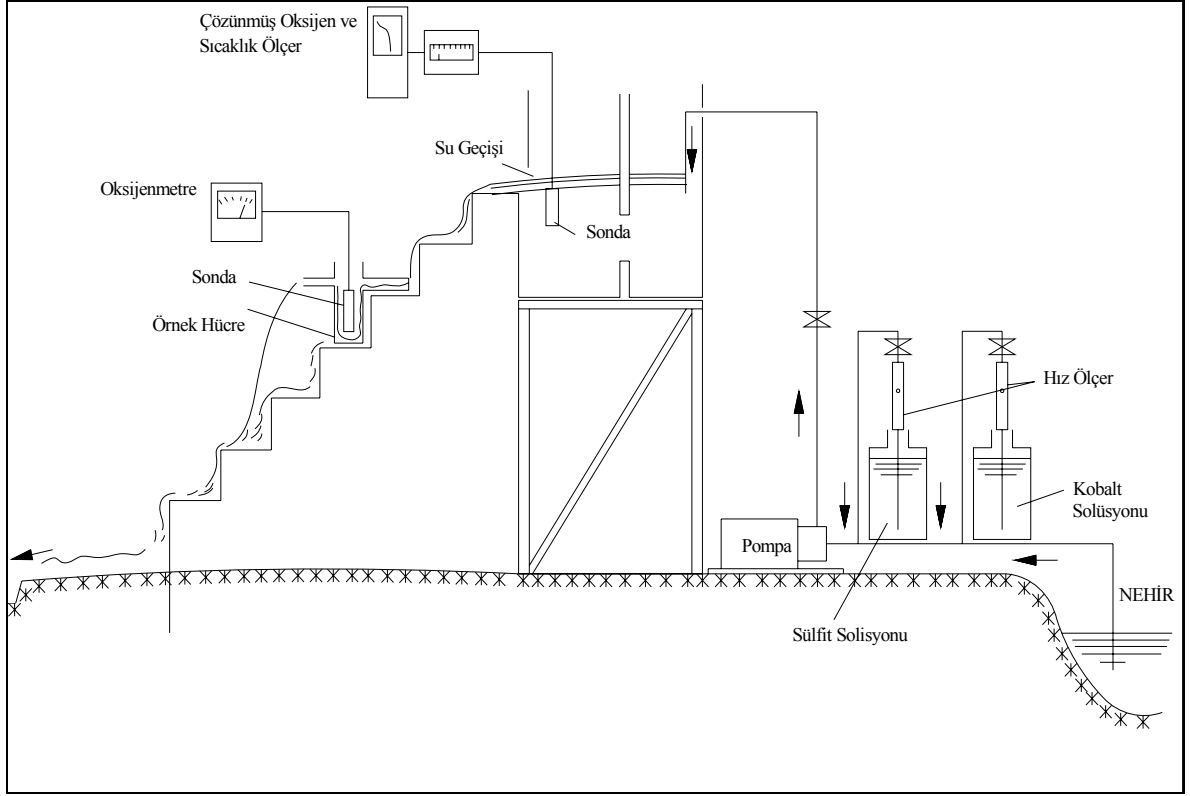 Çözünmüş Oksijen ve
Sıcaklık Ölçer
Su Geçişi
Oksijenmetre
Sonda
Sonda
Örnek Hücre
Hız Ölçer
Kobalt
Solüsyonu
Pompa
NEHİR
Sülfit Solisyonu